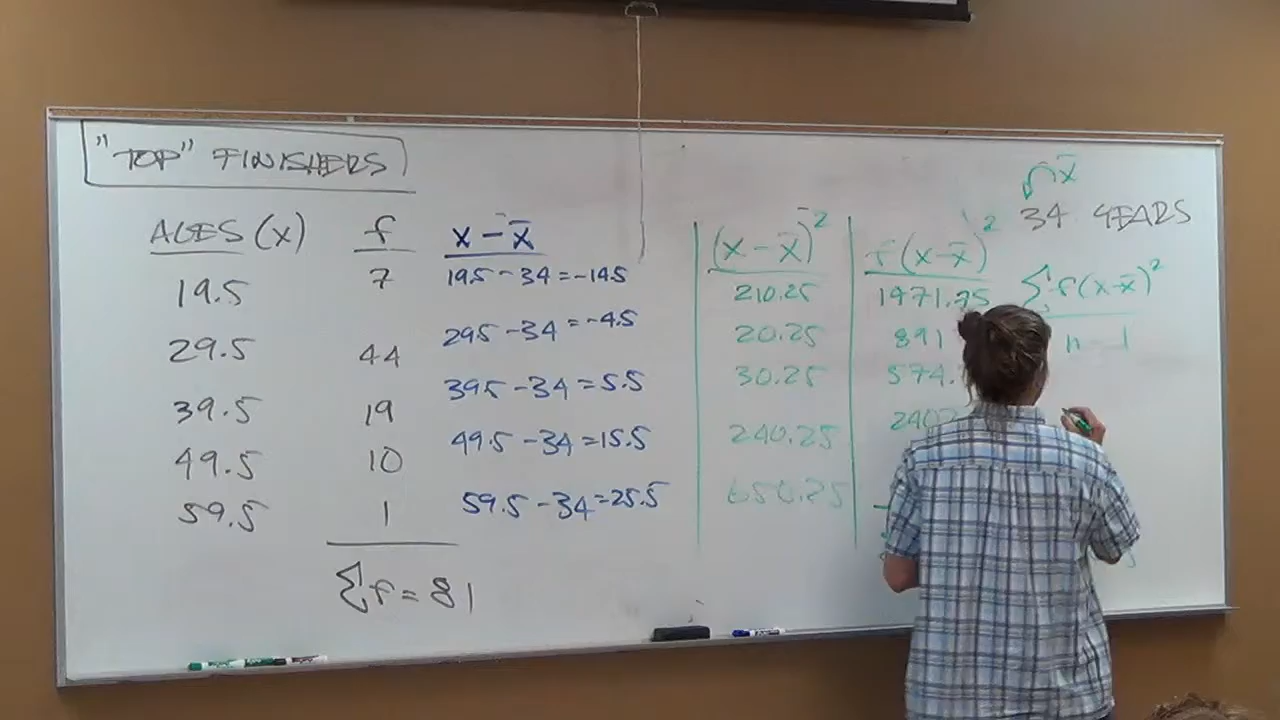 "TOP" FINISHERS
x̄
34 YEARS
AGES (x) f x - x̄ (x - x̄)² f(x - x̄)²
19.5 7 19.5 - 34 = -14.5 210.25 1471.75
29.5 44 29.5 - 34 = -4.5 20.25 891
39.5 19 39.5 - 34 = 5.5 30.25 574.
49.5 10 49.5 - 34 = 15.5 240.25 240
59.5 1 59.5 - 34 = 25.5 650.25
Σf = 81
Σf(x-x̄)²
n - 1